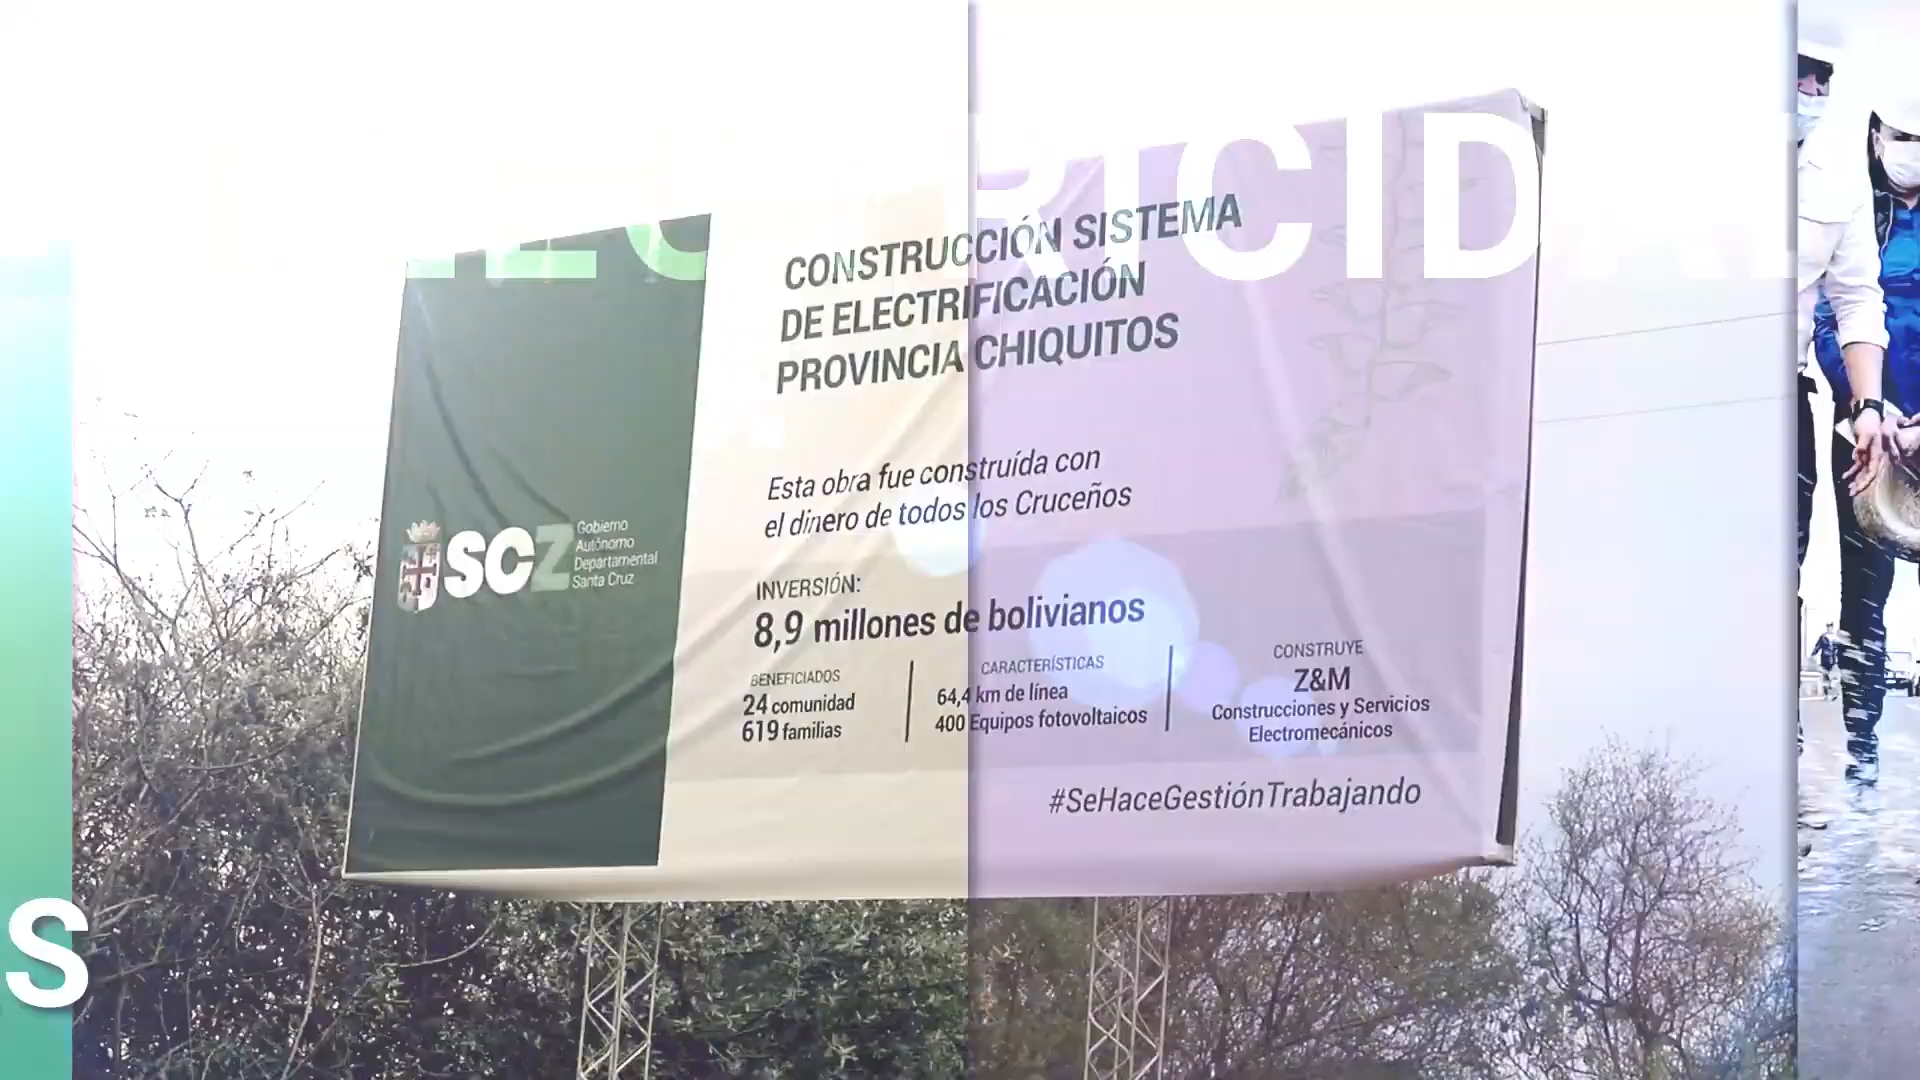 ELECTRICIDAD
CONSTRUCCIÓN SISTEMA
DE ELECTRIFICACIÓN
PROVINCIA CHIQUITOS
Esta obra fue construída con
el dinero de todos los Cruceños
SCZ
Gobierno
Autónomo
Departamental
Santa Cruz
INVERSIÓN:
8,9 millones de bolivianos
BENEFICIADOS
24 comunidad
619 familias
CARACTERÍSTICAS
64,4 km de línea
400 Equipos fotovoltaicos
CONSTRUYE
Z&M
Construcciones y Servicios
Electromecánicos
#SeHaceGestiónTrabajando
S